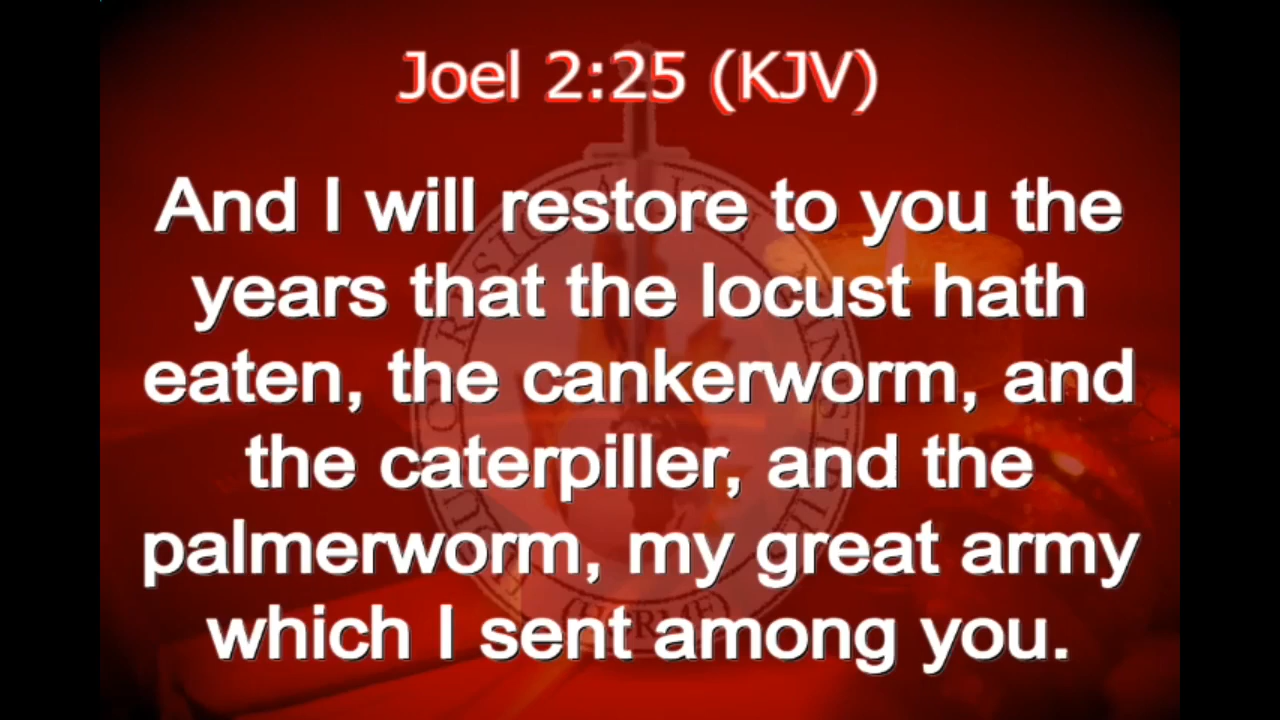 Joel 2:25 (KJV)
And I will restore to you the
years that the locust hath
eaten, the cankerworm, and
the caterpiller, and the
palmerworm, my great army
which I sent among you.